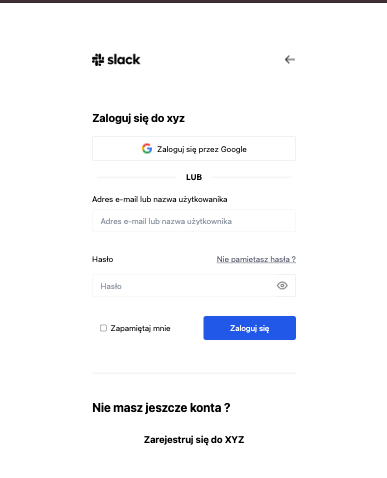 slack
Zaloguj się do xyz
Zaloguj się przez Google
LUB
Adres e-mail lub nazwa użytkowanika
Adres e-mail lub nazwa użytkownika
Hasło
Nie pamietasz hasła ?
Hasło
Zapamiętaj mnie
Zaloguj się
Nie masz jeszcze konta ?
Zarejestruj się do XYZ